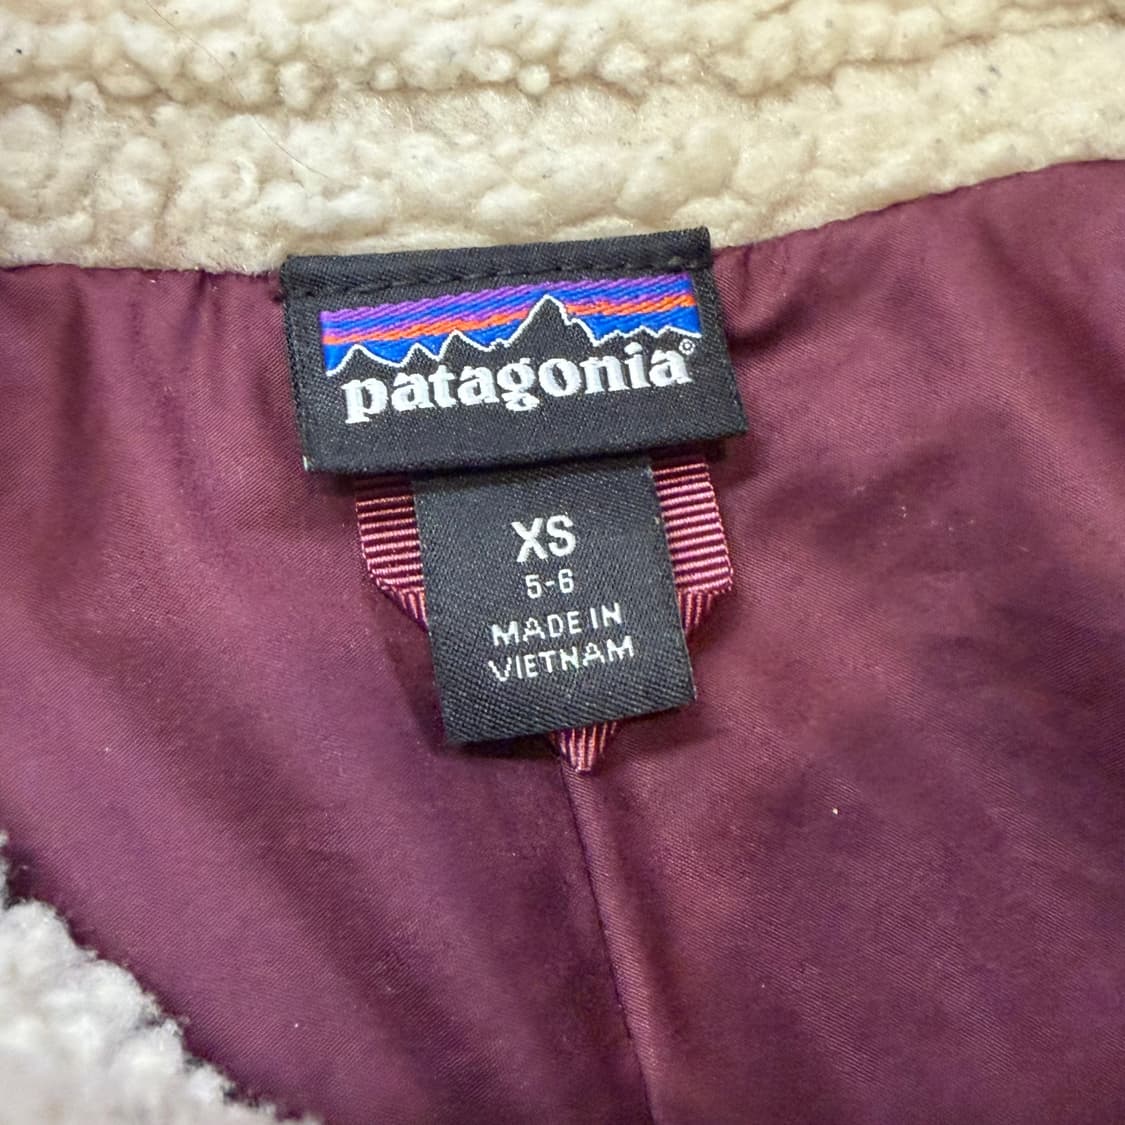 patagonia®
XS
5-6
MADE IN
VIETNAM